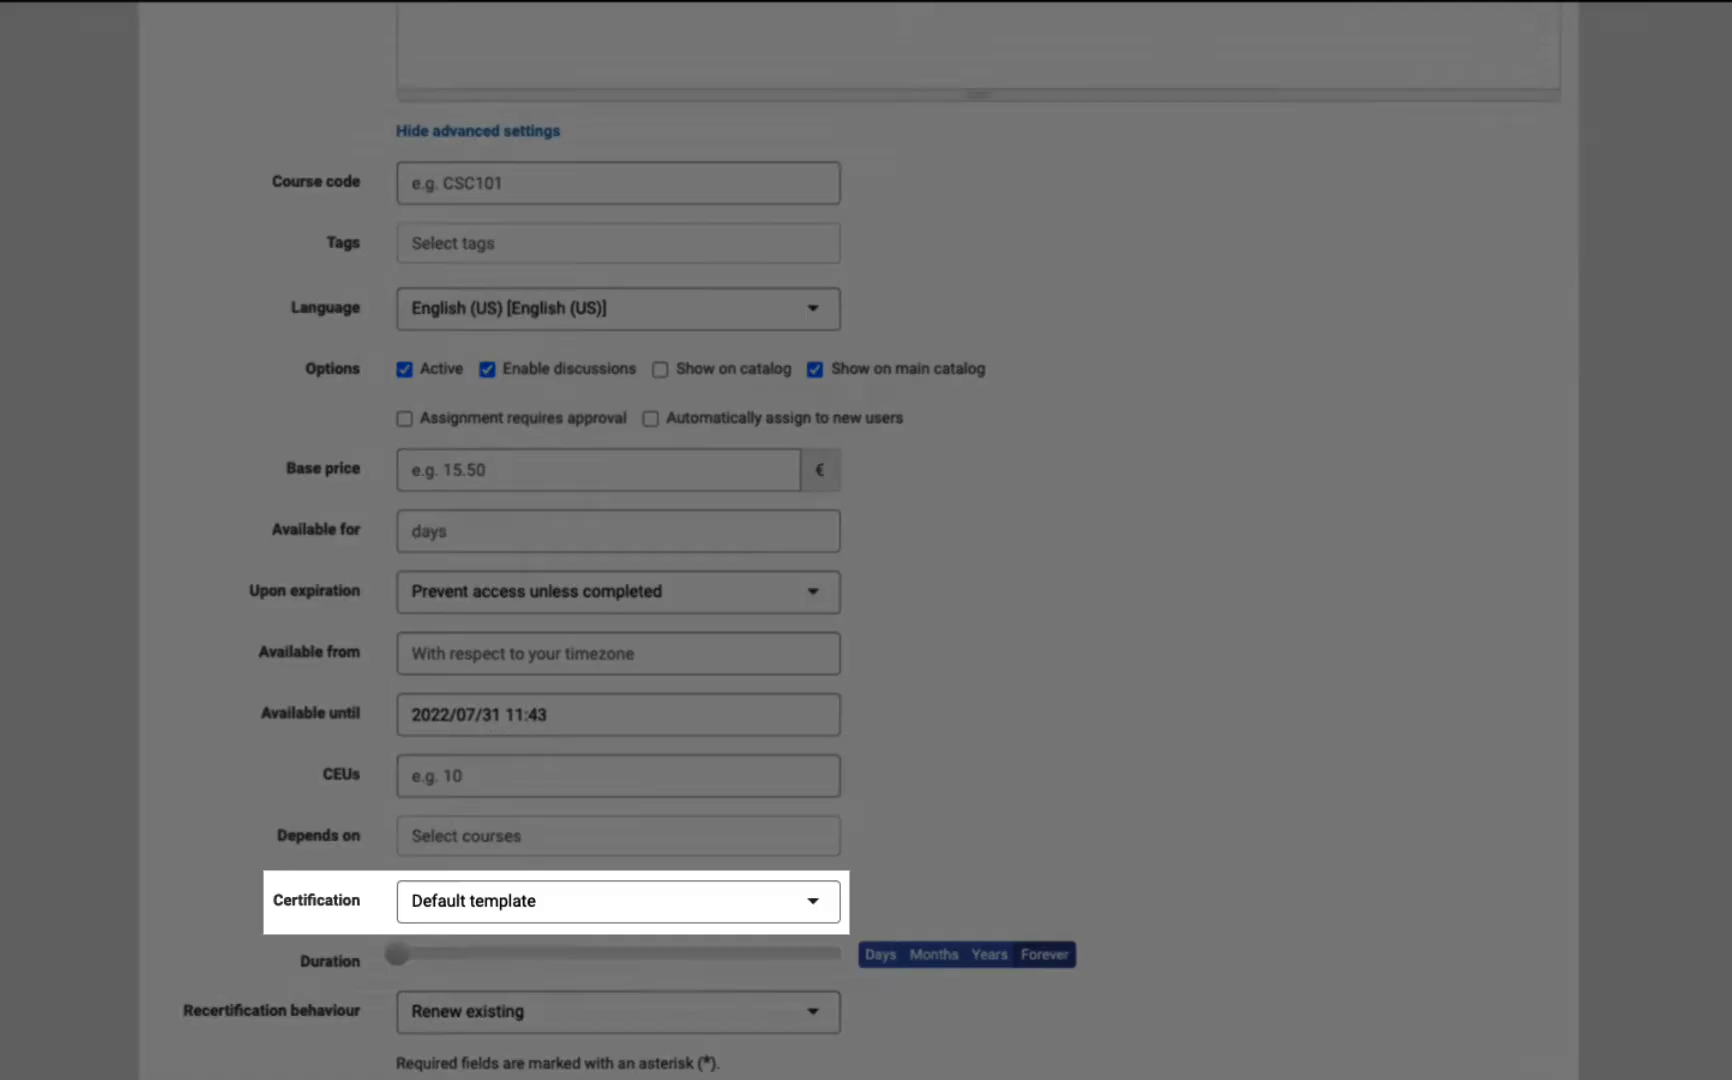 Hide advanced settings
Course code e.g. CSC101
Tags Select tags
Language English (US) [English (US)]
Options Active Enable discussions Show on catalog Show on main catalog
Assignment requires approval Automatically assign to new users
Base price e.g. 15.50 €
Available for days
Upon expiration Prevent access unless completed
Available from With respect to your timezone
Available until 2022/07/31 11:43
CEUs e.g. 10
Depends on Select courses
Certification Default template
Duration Days Months Years Forever
Recertification behaviour Renew existing
Required fields are marked with an asterisk (*).